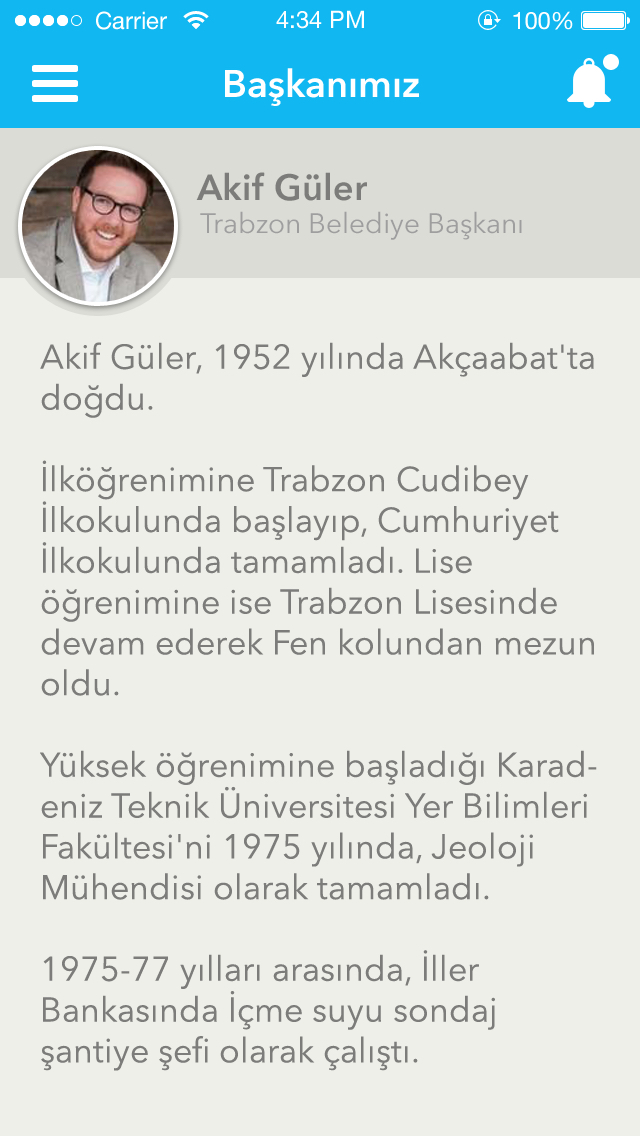 Carrier 4:34 PM 100%
Başkanımız
Akif Güler
Trabzon Belediye Başkanı
Akif Güler, 1952 yılında Akçaabat'ta
doğdu.
İlköğrenimine Trabzon Cudibey
İlkokulunda başlayıp, Cumhuriyet
İlkokulunda tamamladı. Lise
öğrenimine ise Trabzon Lisesinde
devam ederek Fen kolundan mezun
oldu.
Yüksek öğrenimine başladığı Karad-
eniz Teknik Üniversitesi Yer Bilimleri
Fakültesi'ni 1975 yılında, Jeoloji
Mühendisi olarak tamamladı.
1975-77 yılları arasında, İller
Bankasında İçme suyu sondaj
şantiye şefi olarak çalıştı.